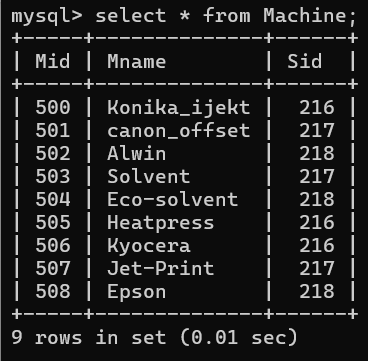 mysql> select * from Machine;
+-----+--------------+------+
| Mid | Mname        | Sid  |
+-----+--------------+------+
| 500 | Konika_ijekt |  216 |
| 501 | canon_offset |  217 |
| 502 | Alwin        |  218 |
| 503 | Solvent      |  217 |
| 504 | Eco-solvent  |  218 |
| 505 | Heatpress    |  216 |
| 506 | Kyocera      |  216 |
| 507 | Jet-Print    |  217 |
| 508 | Epson        |  218 |
+-----+--------------+------+
9 rows in set (0.01 sec)